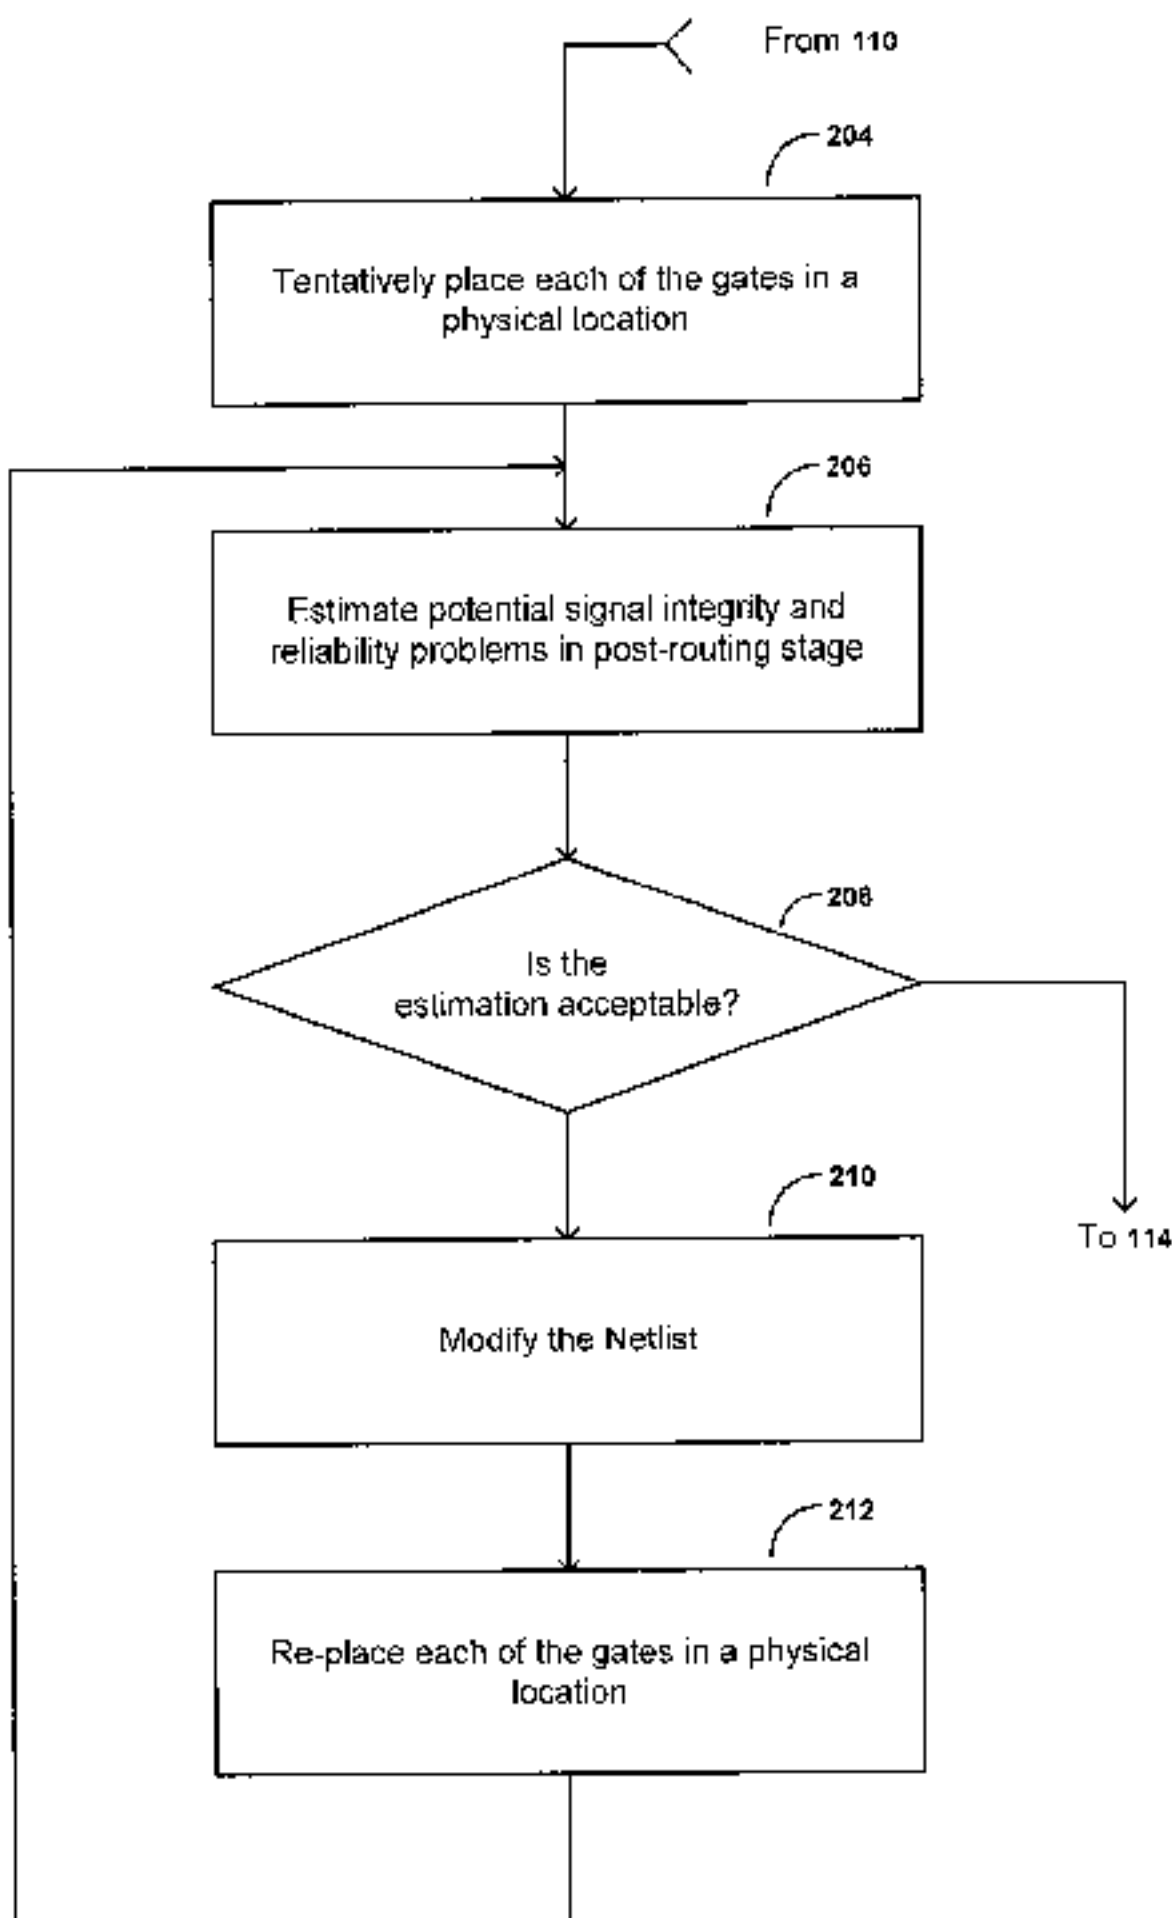 From 110
204
Tentatively place each of the gates in a
physical location
206
Estimate potential signal integrity and
reliability problems in post-routing stage
208
Is the
estimation acceptable?
210
Modify the Netlist
To 114
212
Re-place each of the gates in a physical
location